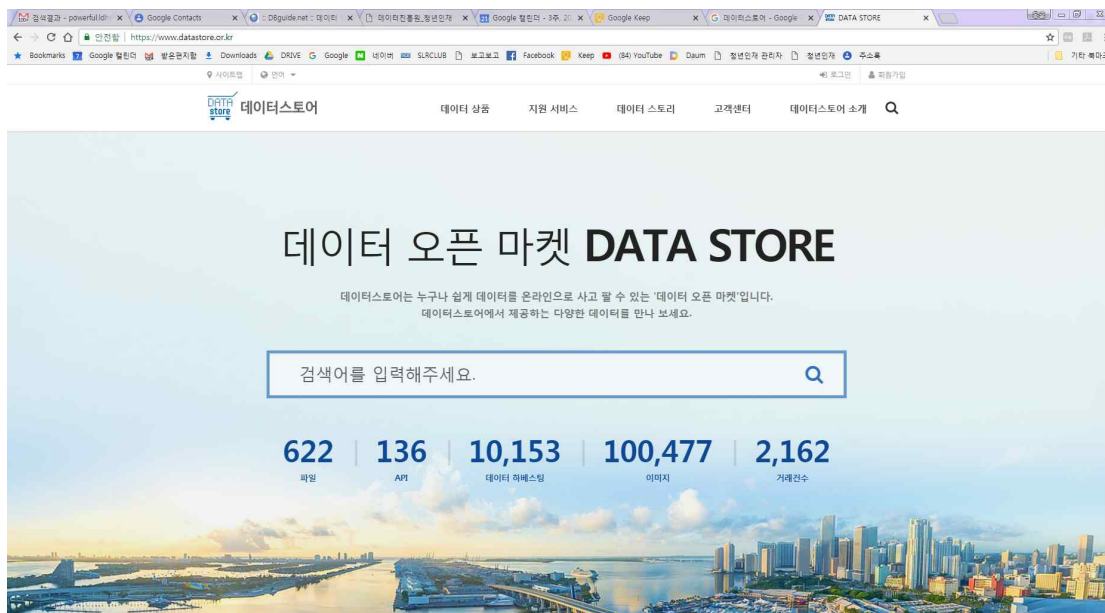 검색결과 - powerful.ldh
Google Contacts
:: DBguide.net :: 데이터
데이터진흥원_청년인재
Google 캘린더 - 3주, 20
Google Keep
데이터스토어 - Google
DATA STORE
안전함 | https://www.datastore.or.kr
Bookmarks Google 캘린더 받은편지함 Downloads DRIVE Google 네이버 SLRCLUB 보고보고 Facebook Keep (84) YouTube Daum 청년인재 관리자 청년인재 주소록 기타 북마크
사이트맵 언어 로그인 회원가입
DATA store 데이터스토어 데이터 상품 지원 서비스 데이터 스토리 고객센터 데이터스토어 소개
데이터 오픈 마켓 DATA STORE
데이터스토어는 누구나 쉽게 데이터를 온라인으로 사고 팔 수 있는 '데이터 오픈 마켓'입니다.
데이터스토어에서 제공하는 다양한 데이터를 만나 보세요.
검색어를 입력해주세요.
622 136 10,153 100,477 2,162
파일 API 데이터 하베스팅 이미지 거래건수